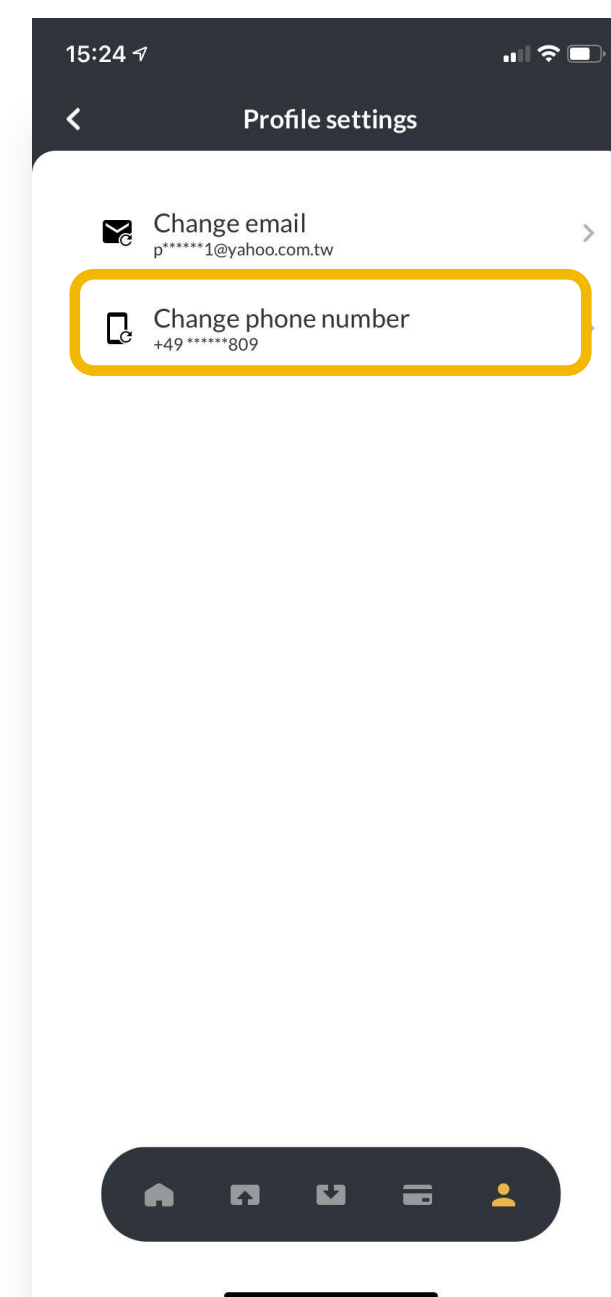 15:24
Profile settings
Change email
p******1@yahoo.com.tw
Change phone number
+49 ******809